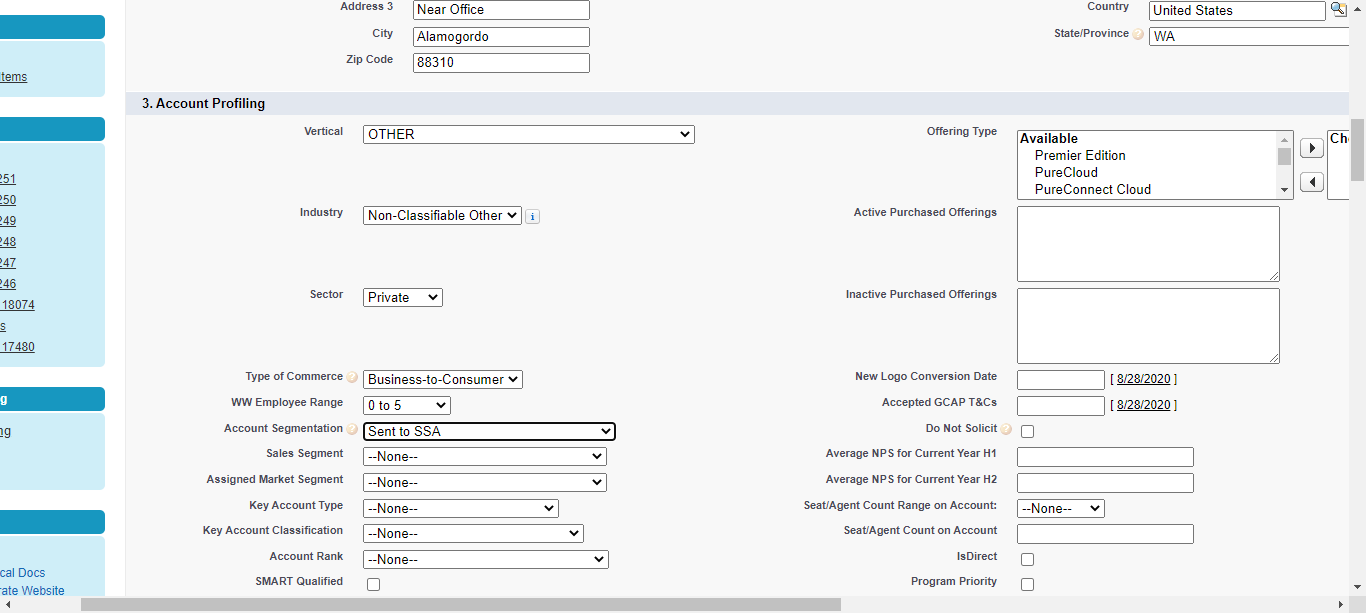 Address 3 Near Office Country United States
City Alamogordo State/Province WA
Zip Code 88310
3. Account Profiling
Vertical OTHER Offering Type Available
Premier Edition
PureCloud
PureConnect Cloud
Industry Non-Classifiable Other i Active Purchased Offerings
Sector Private Inactive Purchased Offerings
Type of Commerce ? Business-to-Consumer New Logo Conversion Date [ 8/28/2020 ]
WW Employee Range 0 to 5 Accepted GCAP T&Cs [ 8/28/2020 ]
Account Segmentation ? Sent to SSA Do Not Solicit ?
Sales Segment --None-- Average NPS for Current Year H1
Assigned Market Segment --None-- Average NPS for Current Year H2
Key Account Type --None-- Seat/Agent Count Range on Account: --None--
Key Account Classification --None-- Seat/Agent Count on Account
Account Rank --None-- IsDirect
SMART Qualified Program Priority
Items
251
250
249
248
247
246
18074
s
17480
g
ng
cal Docs
rate Website